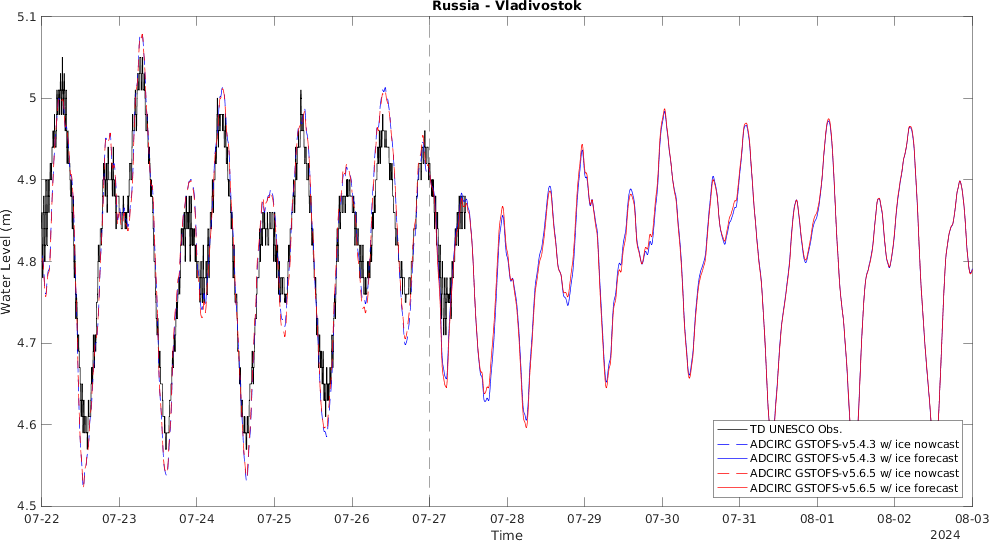 Russia - Vladivostok
5.1
5
4.9
4.8
4.7
4.6
4.5
Water Level (m)
TD UNESCO Obs.
ADCIRC GSTOFS-v5.4.3 w/ ice nowcast
ADCIRC GSTOFS-v5.4.3 w/ ice forecast
ADCIRC GSTOFS-v5.6.5 w/ ice nowcast
ADCIRC GSTOFS-v5.6.5 w/ ice forecast
07-22 07-23 07-24 07-25 07-26 07-27 07-28 07-29 07-30 07-31 08-01 08-02 08-03
Time
2024